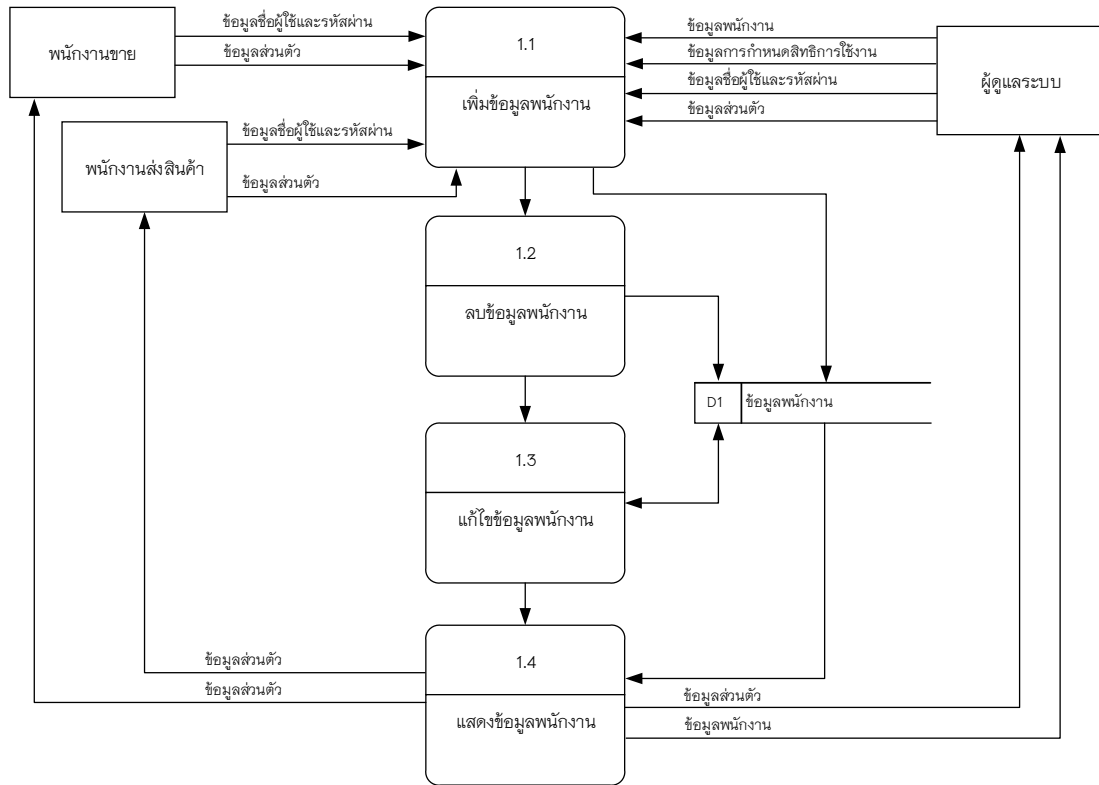 ข้อมูลชื่อผู้ใช้และรหัสผ่าน
พนักงานขาย
ข้อมูลส่วนตัว
1.1
เพิ่มข้อมูลพนักงาน
ข้อมูลพนักงาน
ข้อมูลการกำหนดสิทธิการใช้งาน
ข้อมูลชื่อผู้ใช้และรหัสผ่าน
ข้อมูลส่วนตัว
ผู้ดูแลระบบ
ข้อมูลชื่อผู้ใช้และรหัสผ่าน
พนักงานส่งสินค้า
ข้อมูลส่วนตัว
1.2
ลบข้อมูลพนักงาน
D1
ข้อมูลพนักงาน
1.3
แก้ไขข้อมูลพนักงาน
1.4
แสดงข้อมูลพนักงาน
ข้อมูลส่วนตัว
ข้อมูลส่วนตัว
ข้อมูลส่วนตัว
ข้อมูลพนักงาน